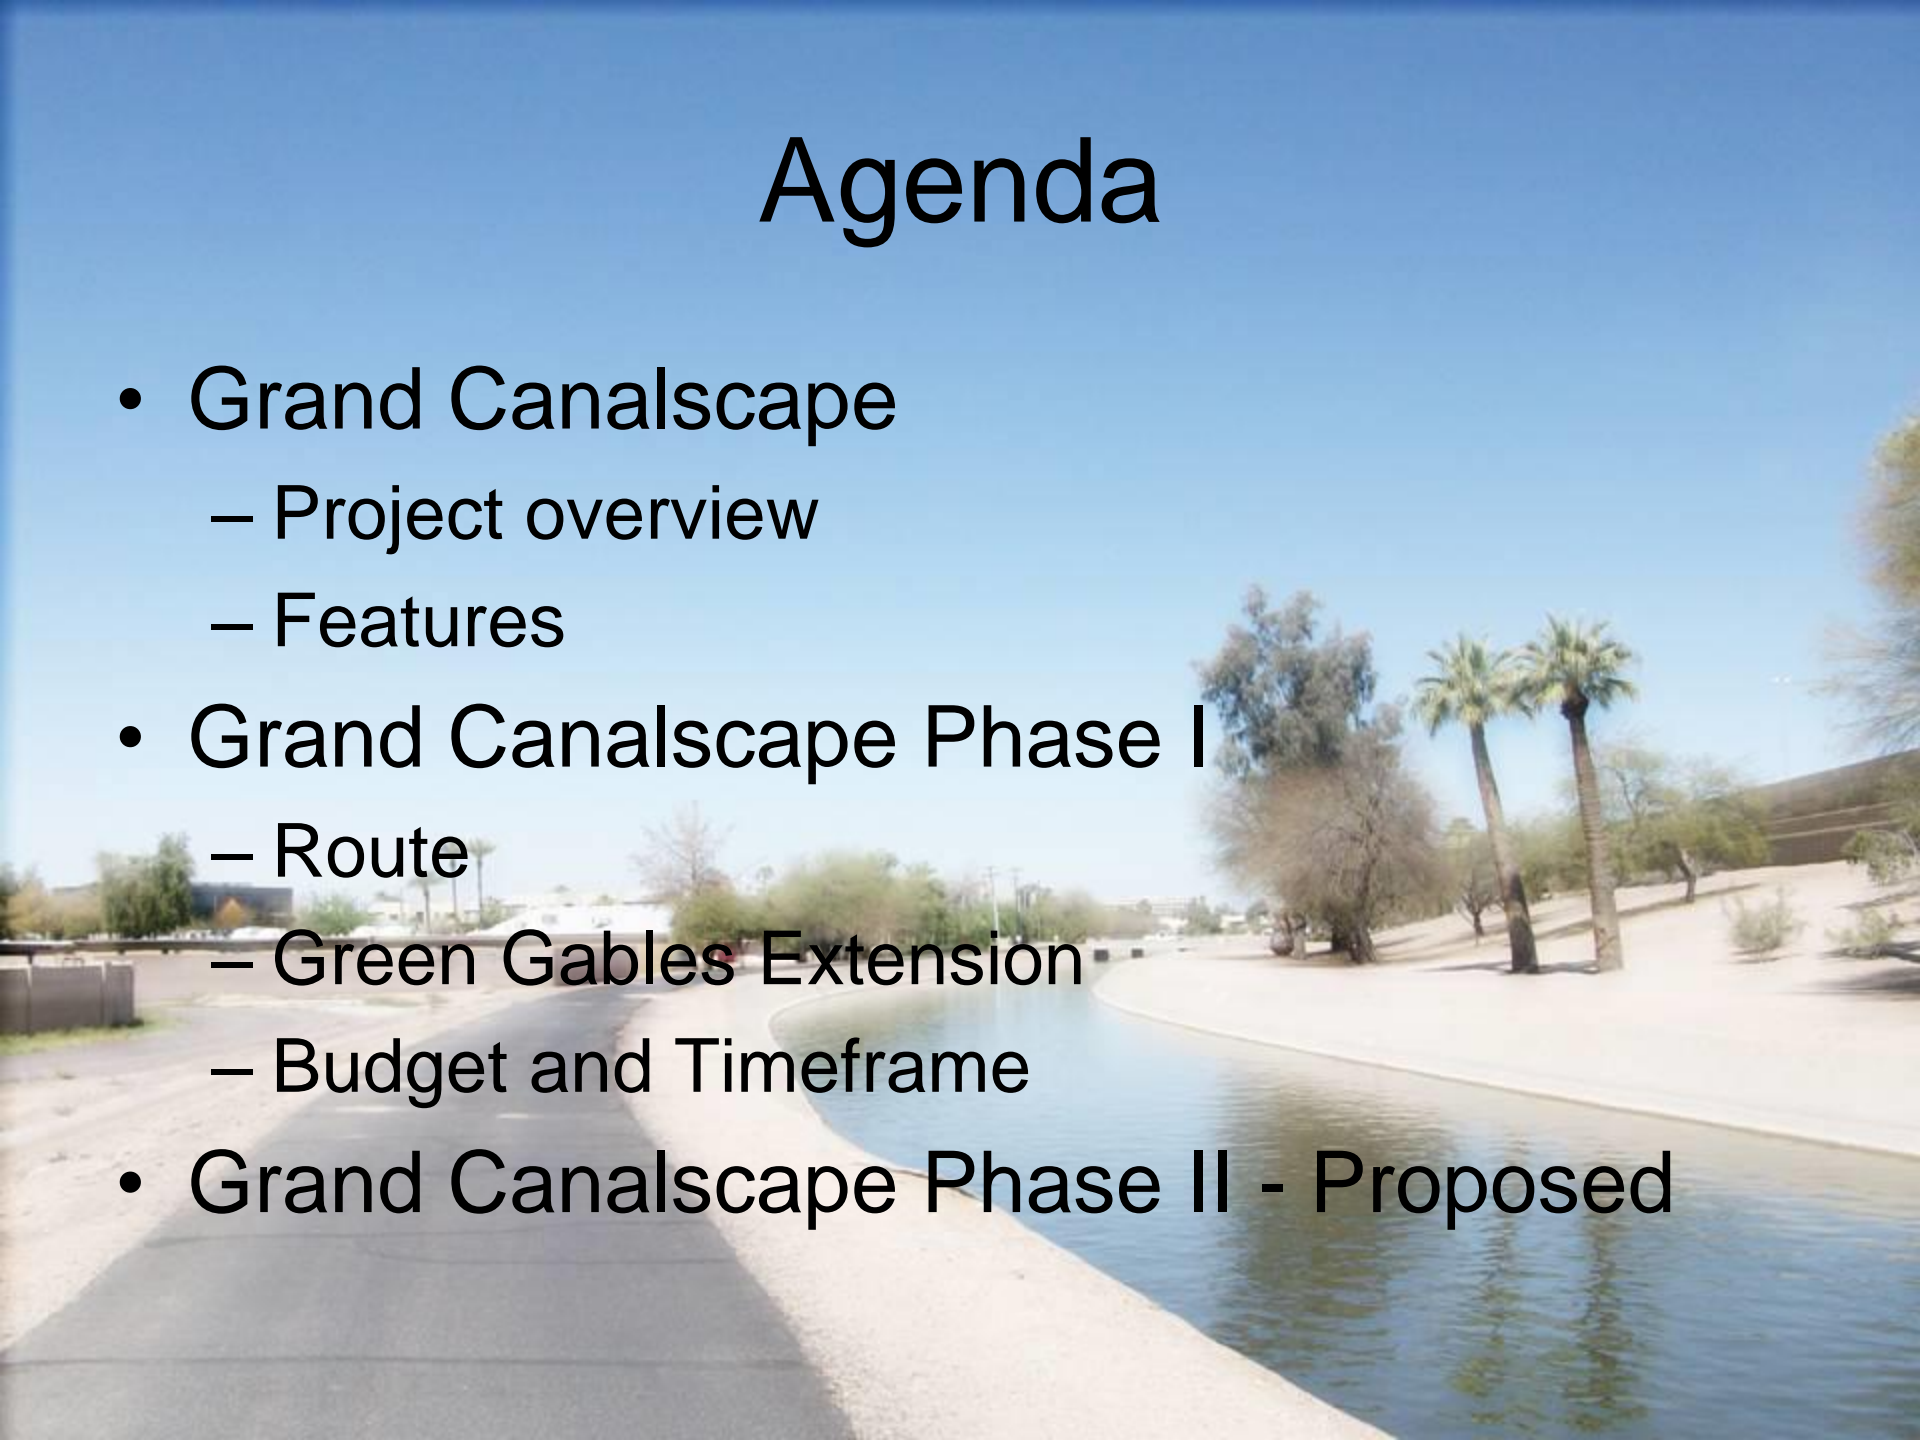 Agenda
• Grand Canalscape
– Project overview
– Features
• Grand Canalscape Phase I
– Route
– Green Gables Extension
– Budget and Timeframe
• Grand Canalscape Phase II - Proposed